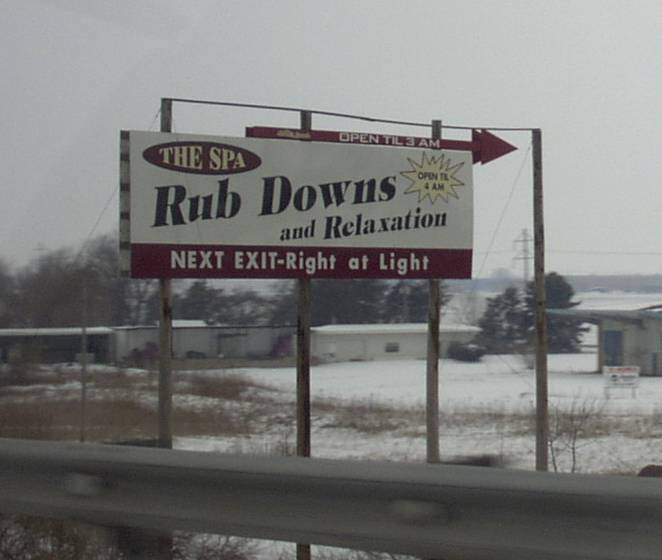 OPEN TIL 3 AM
THE SPA
Rub Downs
and Relaxation
OPEN TIL
4 AM
NEXT EXIT-Right at Light